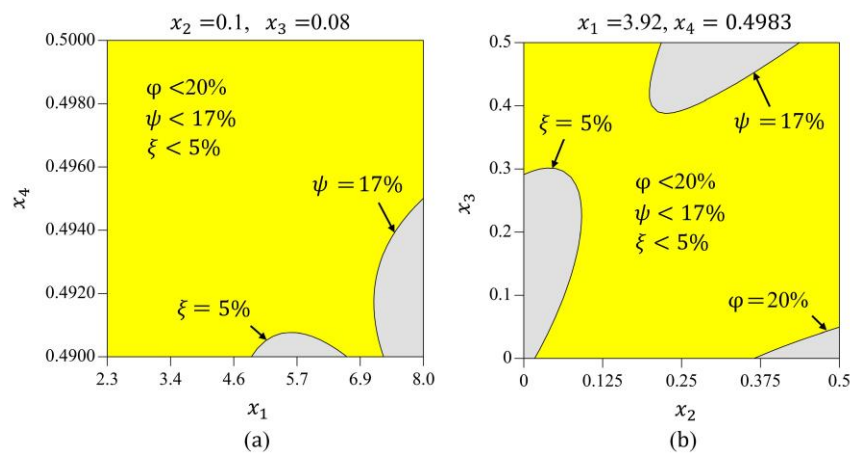 x₂ =0.1, x₃ =0.08
0.5000
0.4980
0.4960
0.4940
0.4920
0.4900
x₄
φ <20%
ψ < 17%
ξ < 5%
ψ = 17%
ξ = 5%
2.3 3.4 4.6 5.7 6.9 8.0
x₁
(a)
x₁ =3.92, x₄ = 0.4983
0.5
0.4
0.3
0.2
0.1
0
x₃
ψ = 17%
ξ = 5%
φ <20%
ψ < 17%
ξ < 5%
φ = 20%
0 0.125 0.25 0.375 0.5
x₂
(b)